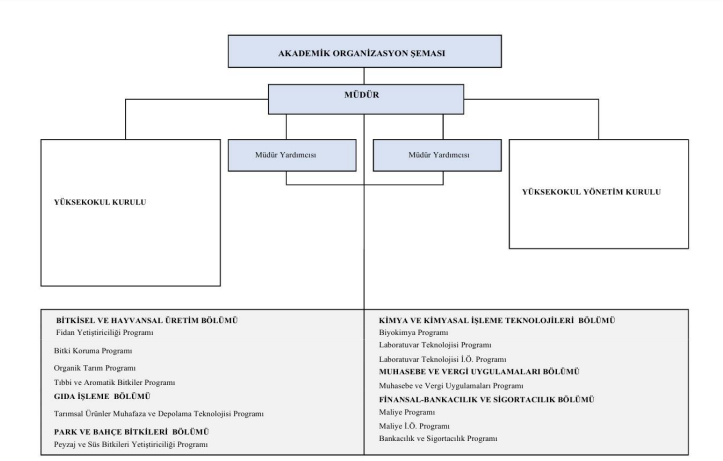 AKADEMİK ORGANİZASYON ŞEMASI
MÜDÜR
Müdür Yardımcısı
Müdür Yardımcısı
YÜKSEKOKUL KURULU
YÜKSEKOKUL YÖNETİM KURULU
BİTKİSEL VE HAYVANSAL ÜRETİM BÖLÜMÜ
Fidan Yetiştiriciliği Programı
Bitki Koruma Programı
Organik Tarım Programı
Tıbbi ve Aromatik Bitkiler Programı
GIDA İŞLEME BÖLÜMÜ
Tarımsal Ürünler Muhafaza ve Depolama Teknolojisi Programı
PARK VE BAHÇE BİTKİLERİ BÖLÜMÜ
Peyzaj ve Süs Bitkileri Yetiştiriciliği Programı
KİMYA VE KİMYASAL İŞLEME TEKNOLOJİLERİ BÖLÜMÜ
Biyokimya Programı
Laboratuvar Teknolojisi Programı
Laboratuvar Teknolojisi İ.Ö. Programı
MUHASEBE VE VERGİ UYGULAMALARI BÖLÜMÜ
Muhasebe ve Vergi Uygulamaları Programı
FİNANSAL-BANKACILIK VE SİGORTACILIK BÖLÜMÜ
Maliye Programı
Maliye İ.Ö. Programı
Bankacılık ve Sigortacılık Programı